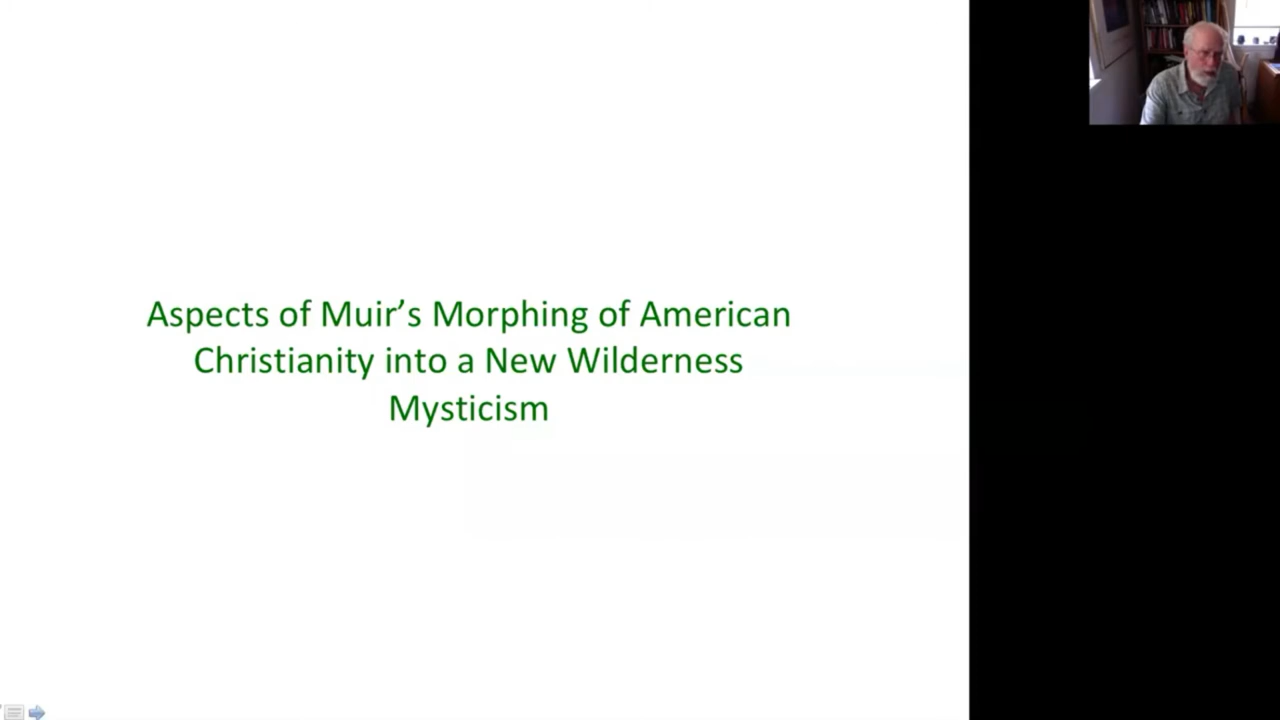 Aspects of Muir’s Morphing of American
Christianity into a New Wilderness
Mysticism